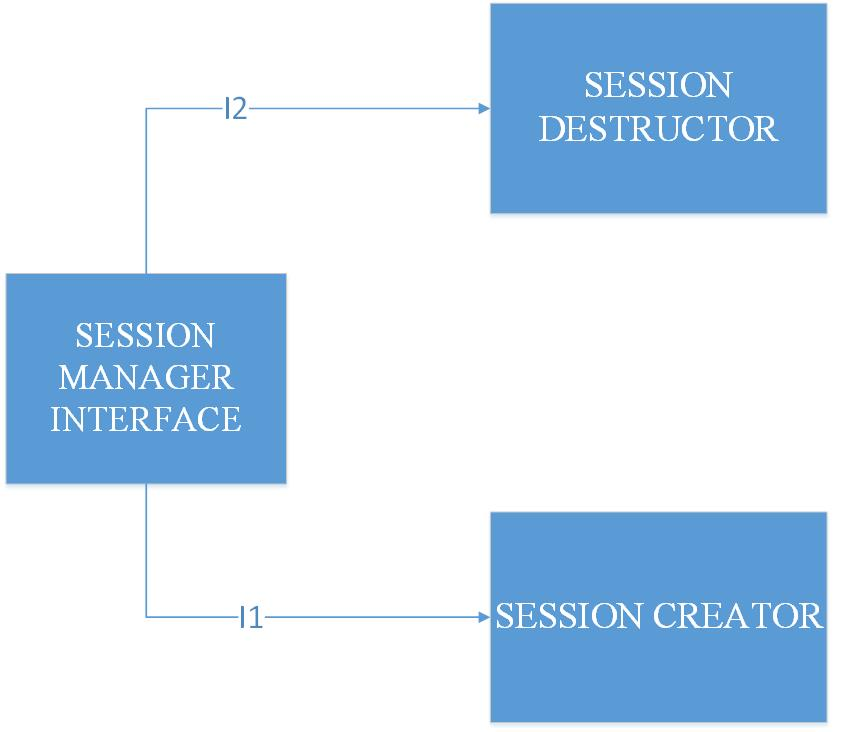 SESSION
DESTRUCTOR
I2
SESSION
MANAGER
INTERFACE
I1
SESSION CREATOR